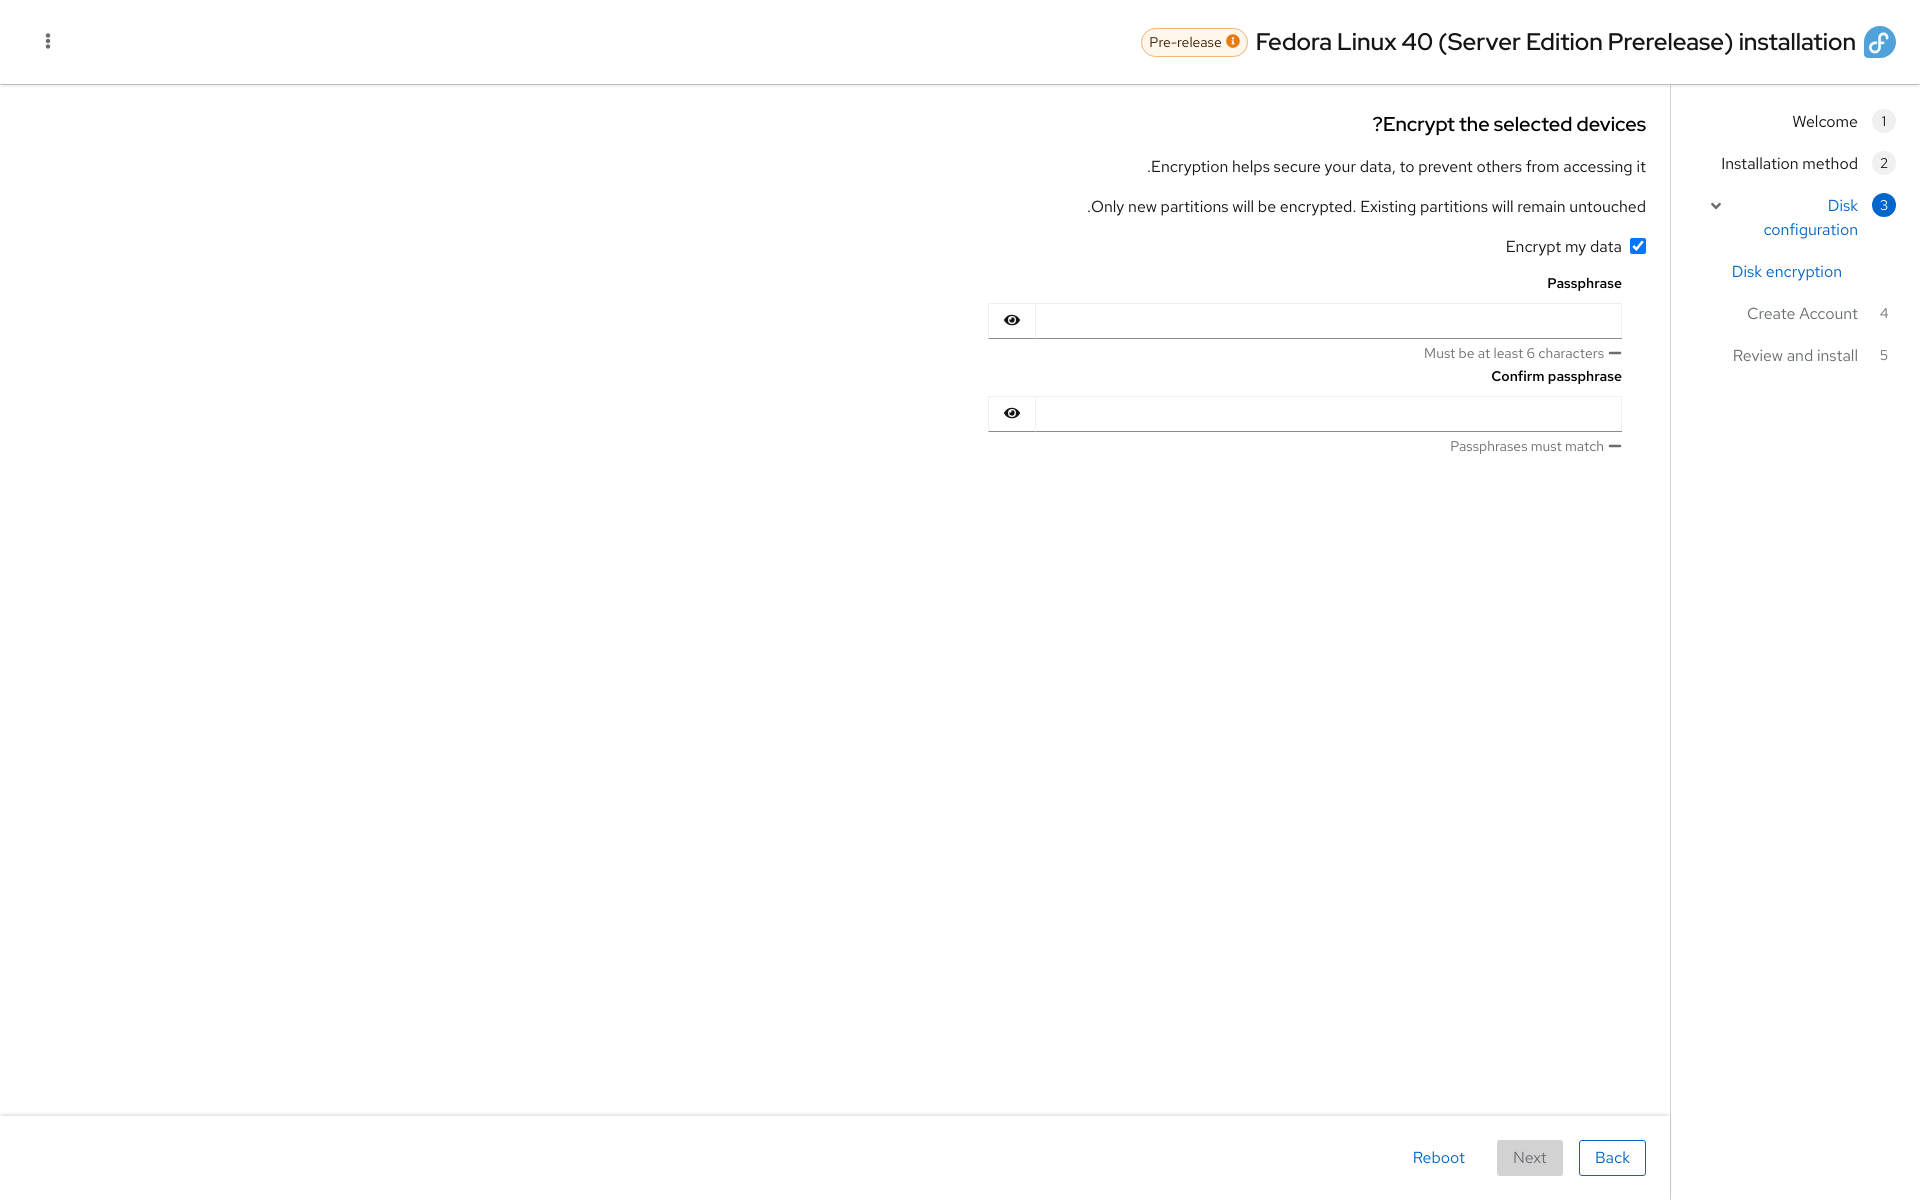 Fedora Linux 40 (Server Edition Prerelease) installation
Pre-release
Welcome 1
Installation method 2
Disk 3
configuration
Disk encryption
Create Account 4
Review and install 5
?Encrypt the selected devices
.Encryption helps secure your data, to prevent others from accessing it
.Only new partitions will be encrypted. Existing partitions will remain untouched
Encrypt my data
Passphrase
Must be at least 6 characters
Confirm passphrase
Passphrases must match
Back
Next
Reboot